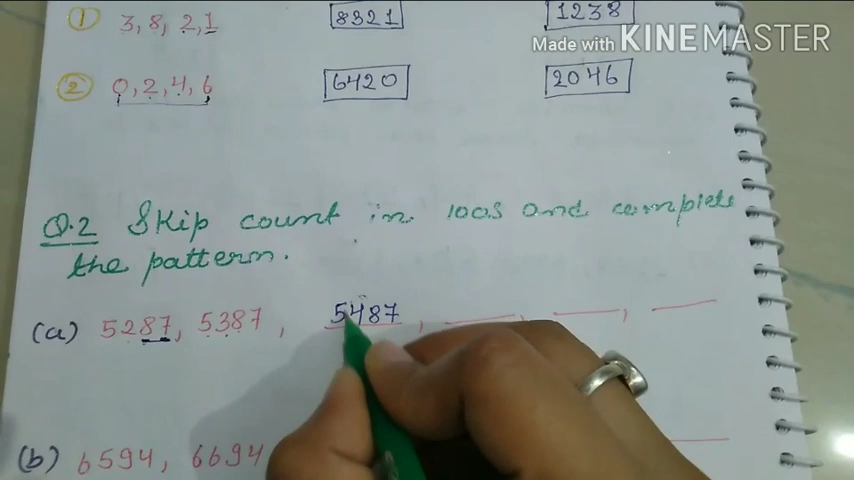 ① 3, 8, 2, 1 8321 1238
Made with KINEMASTER
② 0, 2, 4, 6 6420 2046
Q.2 Skip count in 100s and complete
the pattern.
(a) 5287, 5387, 5487, , ,
(b) 6594, 6694